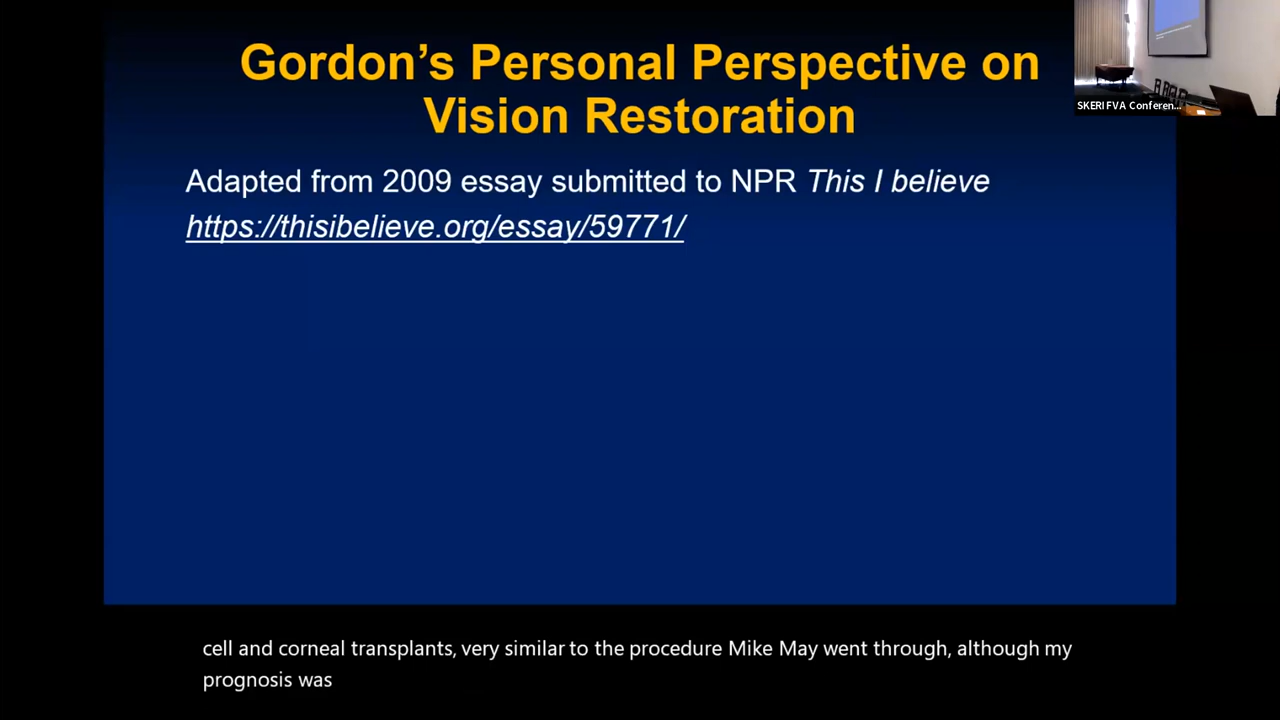 Gordon’s Personal Perspective on
Vision Restoration
Adapted from 2009 essay submitted to NPR This I believe
https://thisibelieve.org/essay/59771/
SKERI FVA Conferen...
cell and corneal transplants, very similar to the procedure Mike May went through, although my
prognosis was